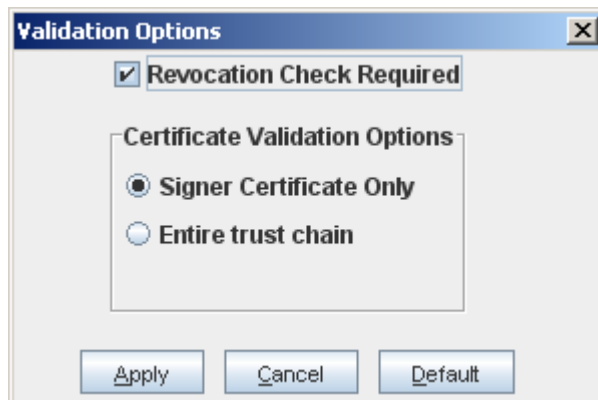 Validation Options
Revocation Check Required
Certificate Validation Options
Signer Certificate Only
Entire trust chain
Apply Cancel Default